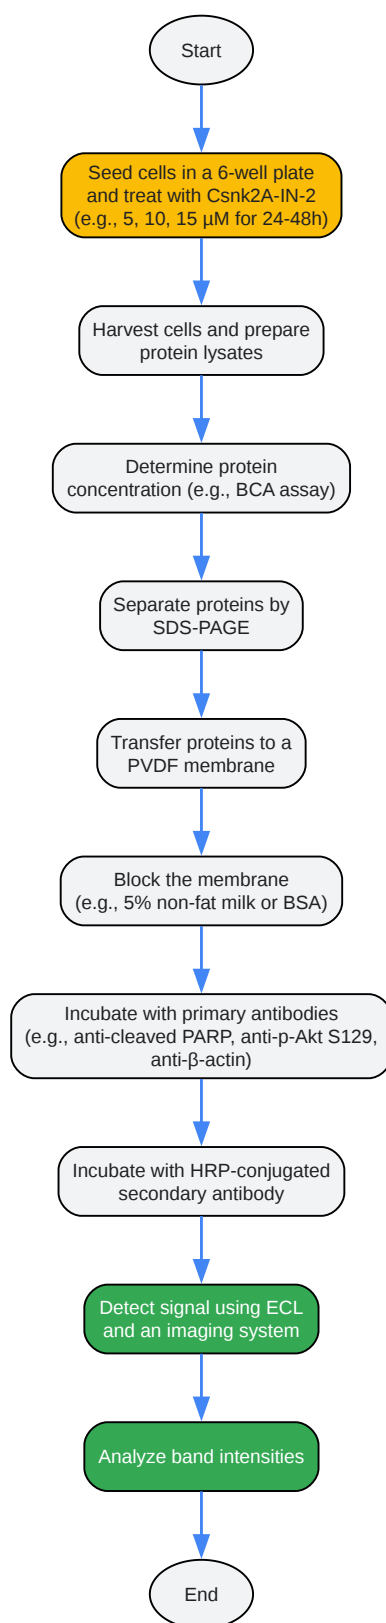 Start
Seed cells in a 6-well plate
and treat with Csnk2A-IN-2
(e.g., 5, 10, 15 µM for 24-48h)
Harvest cells and prepare
protein lysates
Determine protein
concentration (e.g., BCA assay)
Separate proteins by
SDS-PAGE
Transfer proteins to a
PVDF membrane
Block the membrane
(e.g., 5% non-fat milk or BSA)
Incubate with primary antibodies
(e.g., anti-cleaved PARP, anti-p-Akt S129,
anti-β-actin)
Incubate with HRP-conjugated
secondary antibody
Detect signal using ECL
and an imaging system
Analyze band intensities
End